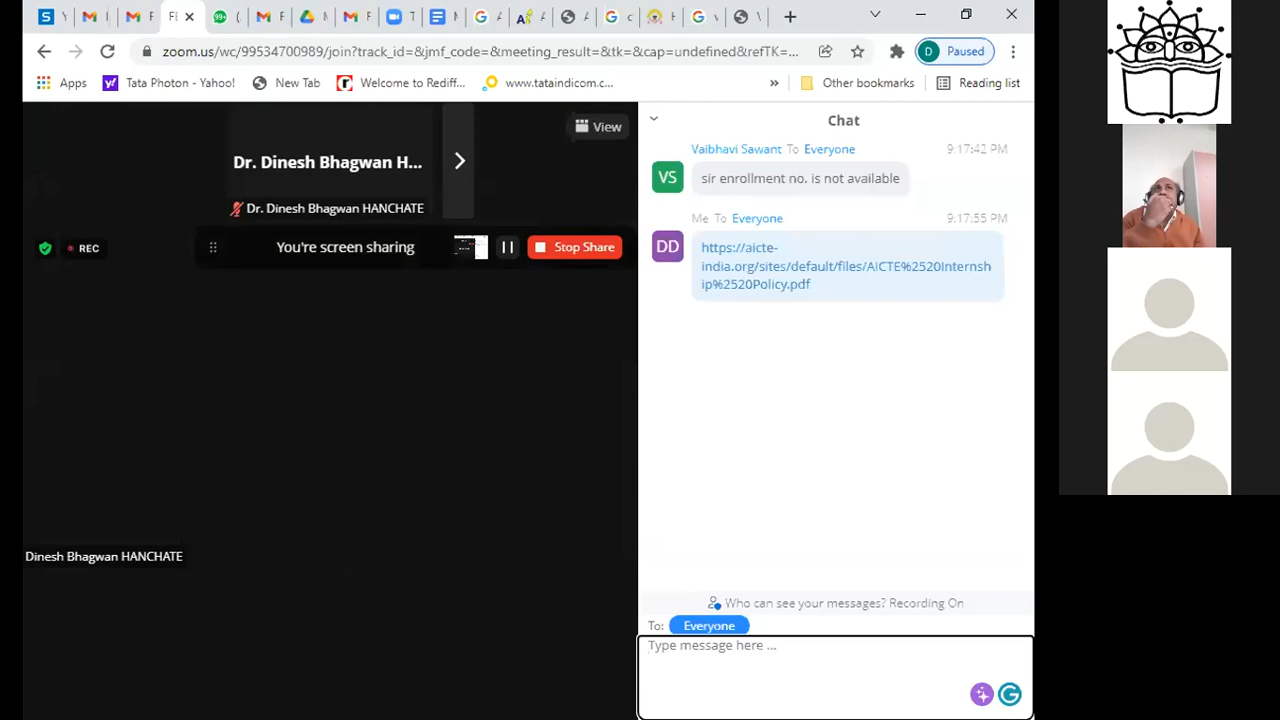 S
Y
M
F
M
F
Fl
99+
(
M
F
M
M
F
T
M
G
A
A
A
G
c
H
G
v
V
zoom.us/wc/99534700989/join?track_id=&jmf_code=&meeting_result=&tk=&cap=undefined&refTK=...
D Paused
Apps
Tata Photon - Yahoo!
New Tab
Welcome to Rediff...
www.tataindicom.c...
»
Other bookmarks
Reading list
View
Dr. Dinesh Bhagwan H...
Dr. Dinesh Bhagwan HANCHATE
REC
You're screen sharing
Stop Share
Dinesh Bhagwan HANCHATE
Chat
Vaibhavi Sawant To Everyone 9:17:42 PM
VS sir enrollment no. is not available
Me To Everyone 9:17:55 PM
DD https://aicte-
india.org/sites/default/files/AICTE%2520Internsh
ip%2520Policy.pdf
Who can see your messages? Recording On
To: Everyone
Type message here ...